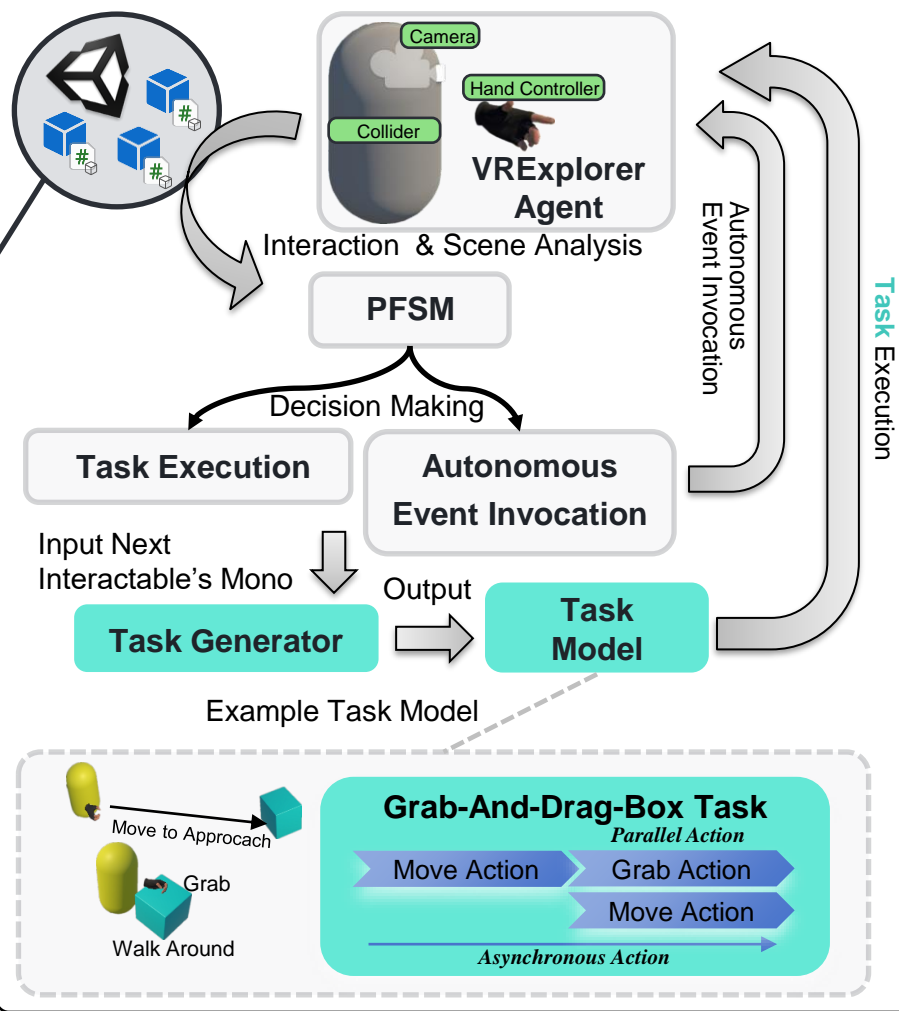 Camera
Hand Controller
Collider
VRExplorer
Agent
Interaction & Scene Analysis
PFSM
Decision Making
Task Execution
Autonomous
Event Invocation
Autonomous
Event Invocation
Task Execution
Input Next
Interactable's Mono
Output
Task Generator
Task
Model
Example Task Model
Move to Approcach
Grab
Walk Around
Grab-And-Drag-Box Task
Parallel Action
Move Action
Grab Action
Move Action
Asynchronous Action
#
#
#